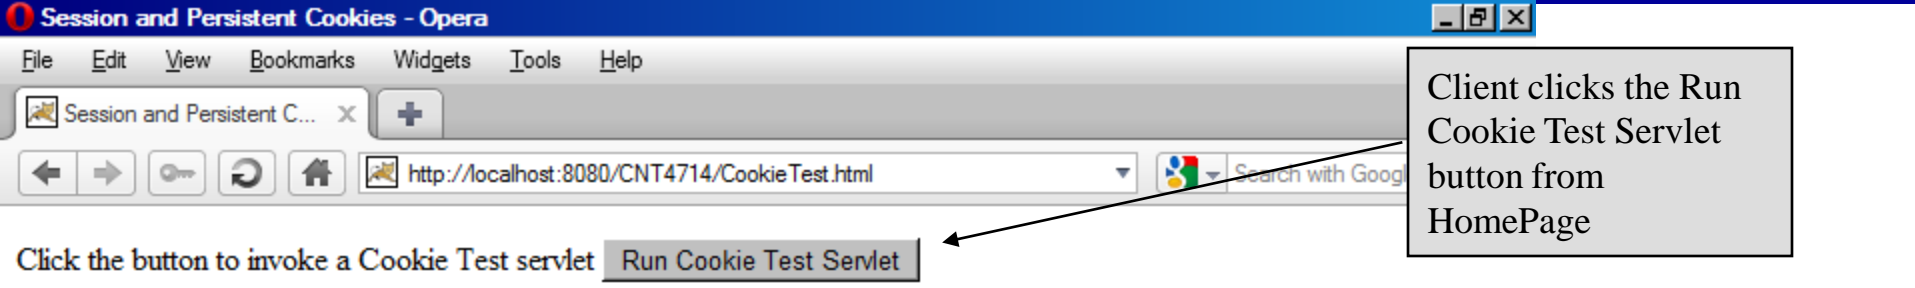 Session and Persistent Cookies - Opera
File Edit View Bookmarks Widgets Tools Help
Session and Persistent C...
http://localhost:8080/CNT4714/CookieTest.html
Search with Googl
Click the button to invoke a Cookie Test servlet Run Cookie Test Servlet
Client clicks the Run
Cookie Test Servlet
button from
HomePage